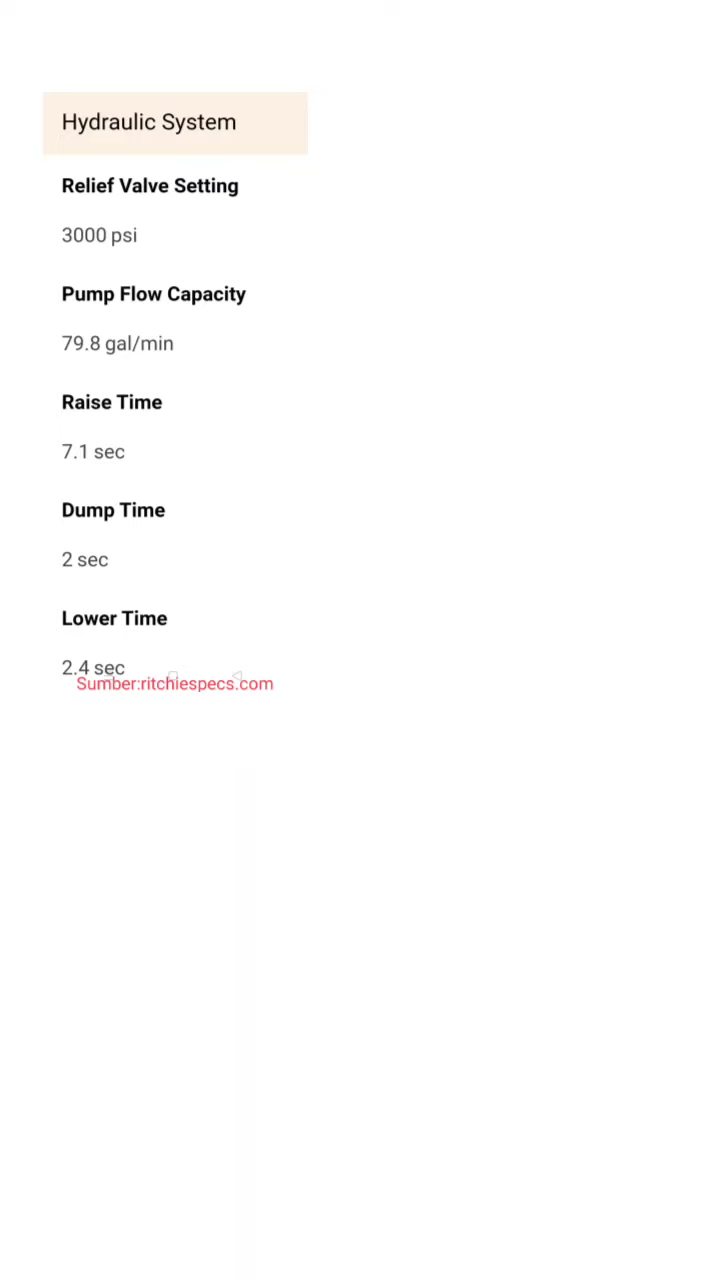 Hydraulic System
Relief Valve Setting
3000 psi
Pump Flow Capacity
79.8 gal/min
Raise Time
7.1 sec
Dump Time
2 sec
Lower Time
2.4 sec
Sumber:ritchiespecs.com